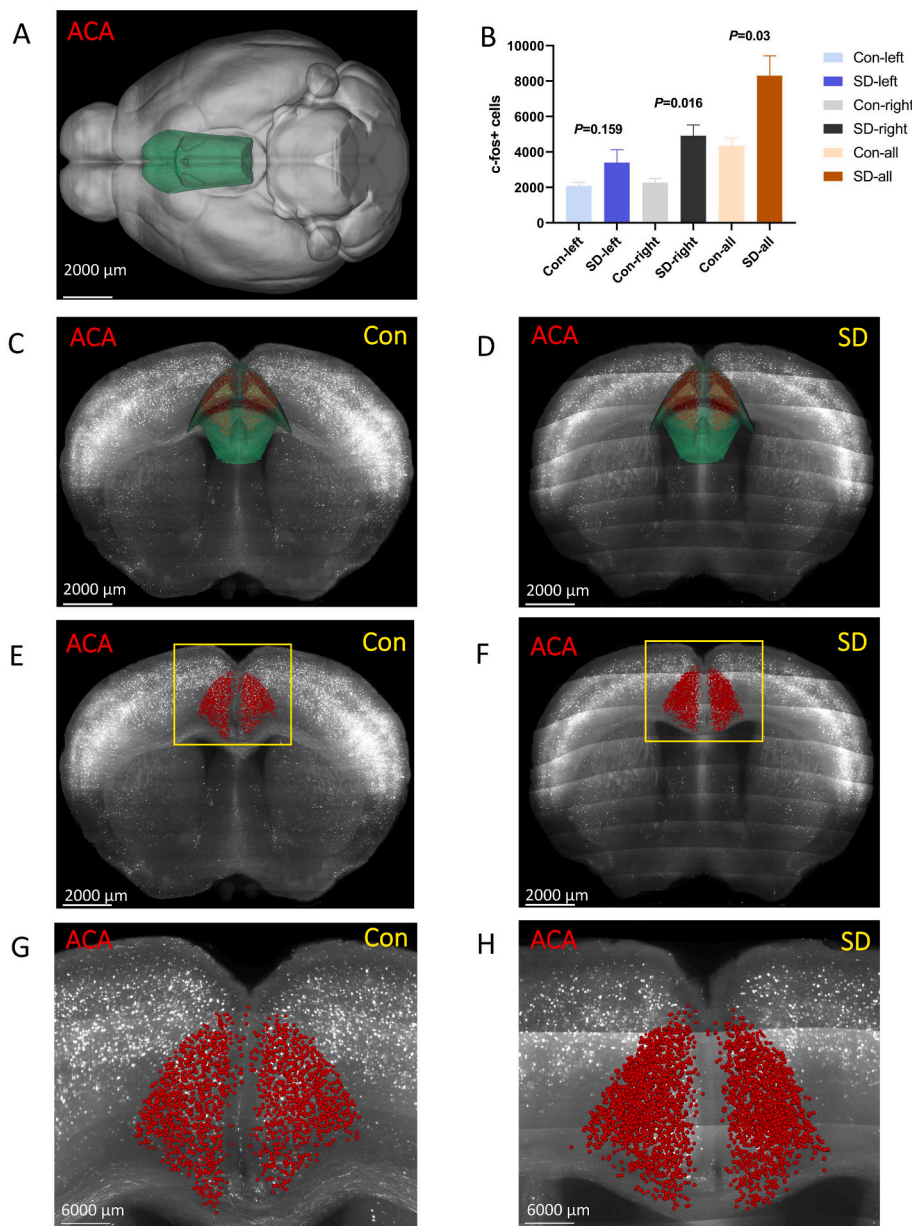 A
ACA
2000 µm
B
10000
8000
6000
4000
2000
0
c-fos+ cells
P=0.159
P=0.016
P=0.03
Con-left
SD-left
Con-right
SD-right
Con-all
SD-all
Con-left
SD-left
Con-right
SD-right
Con-all
SD-all
C
ACA
Con
2000 µm
D
ACA
SD
2000 µm
E
ACA
Con
2000 µm
F
ACA
SD
2000 µm
G
ACA
Con
6000 µm
H
ACA
SD
6000 µm